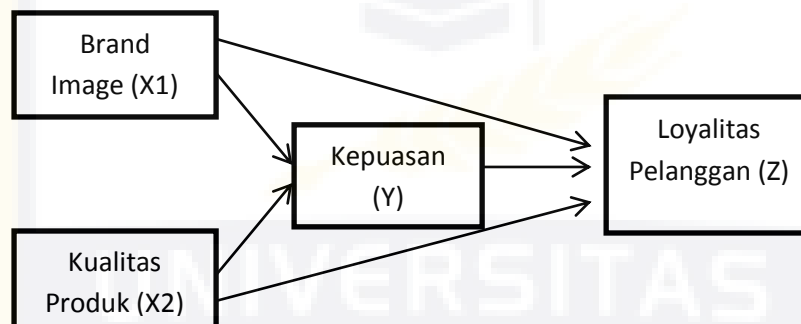 Brand
Image (X1)
Kepuasan
(Y)
Loyalitas
Pelanggan (Z)
Kualitas
Produk (X2)
UNIVERSITAS